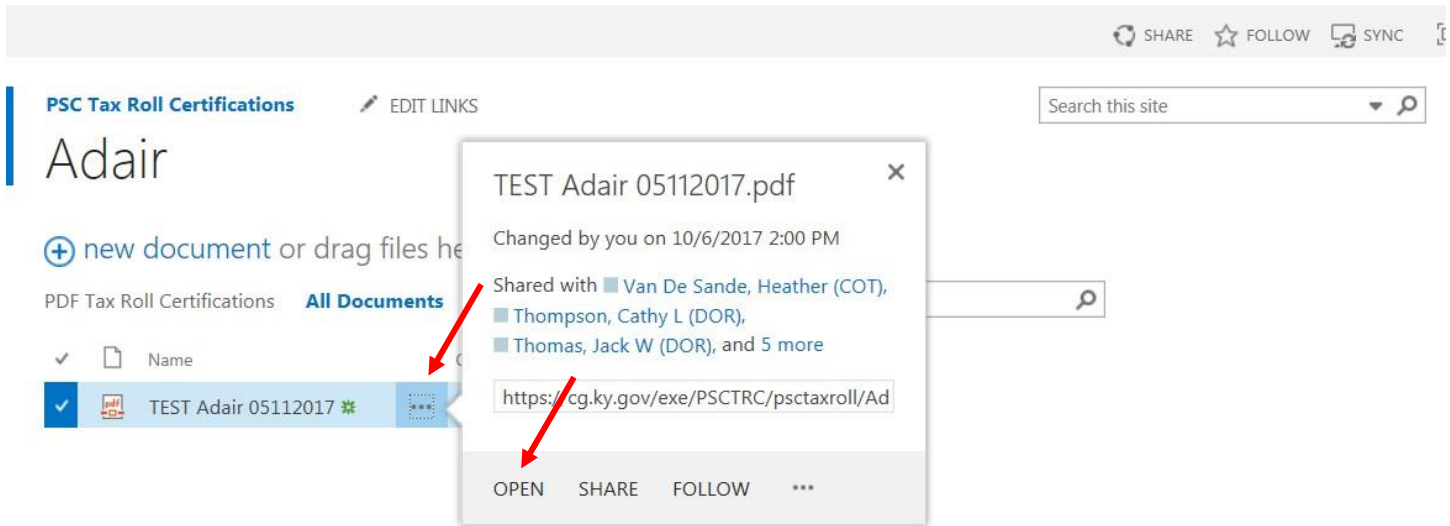 SHARE FOLLOW SYNC
PSC Tax Roll Certifications EDIT LINKS
Search this site
Adair
new document or drag files he
PDF Tax Roll Certifications All Documents
Name
TEST Adair 05112017
TEST Adair 05112017.pdf
Changed by you on 10/6/2017 2:00 PM
Shared with Van De Sande, Heather (COT),
Thompson, Cathy L (DOR),
Thomas, Jack W (DOR), and 5 more
https://cg.ky.gov/exe/PSCTRC/psctaxroll/Ad
OPEN SHARE FOLLOW ...